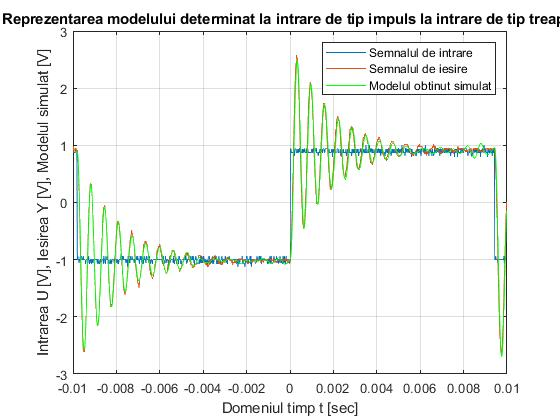 Reprezentarea modelului determinat la intrare de tip impuls la intrare de tip treap
3
2
1
0
-1
-2
-3
Intrarea U [V], Iesirea Y [V], Modelul simulat [V]
Semnalul de intrare
Semnalul de iesire
Modelul obtinut simulat
-0.01 -0.008 -0.006 -0.004 -0.002 0 0.002 0.004 0.006 0.008 0.01
Domeniul timp t [sec]